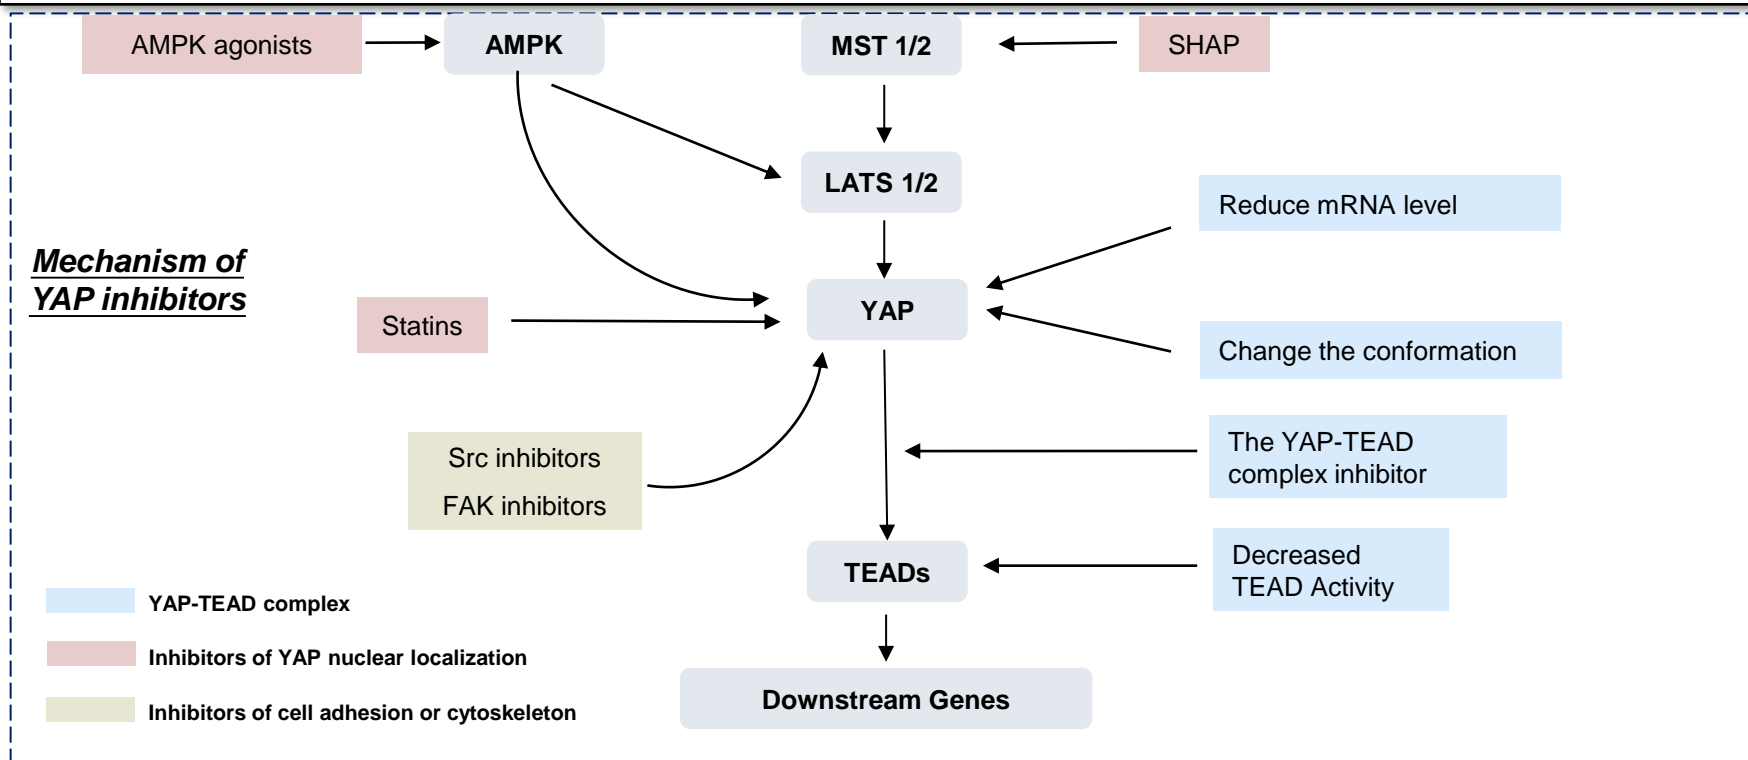 AMPK agonists
AMPK
MST 1/2
SHAP
LATS 1/2
Reduce mRNA level
Mechanism of
YAP inhibitors
YAP
Statins
Change the conformation
Src inhibitors
FAK inhibitors
The YAP-TEAD
complex inhibitor
TEADs
Decreased
TEAD Activity
YAP-TEAD complex
Inhibitors of YAP nuclear localization
Inhibitors of cell adhesion or cytoskeleton
Downstream Genes